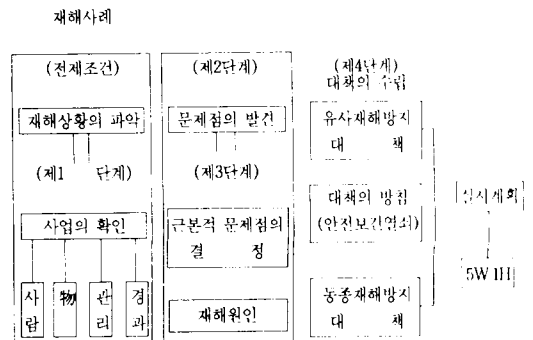 재해사례
(전제조건)
재해상황의 파악
(제1 단계)
사업의 확인
사람
物
관리
경과
(제2단계)
문제점의 발견
(제3단계)
근본적 문제점의
결 정
재해원인
(제4단계)
대책의 수립
유사재해방지
대 책
대책의 방침
(안전보건열쇠)
동종재해방지
대 책
실시계획
5W 1H